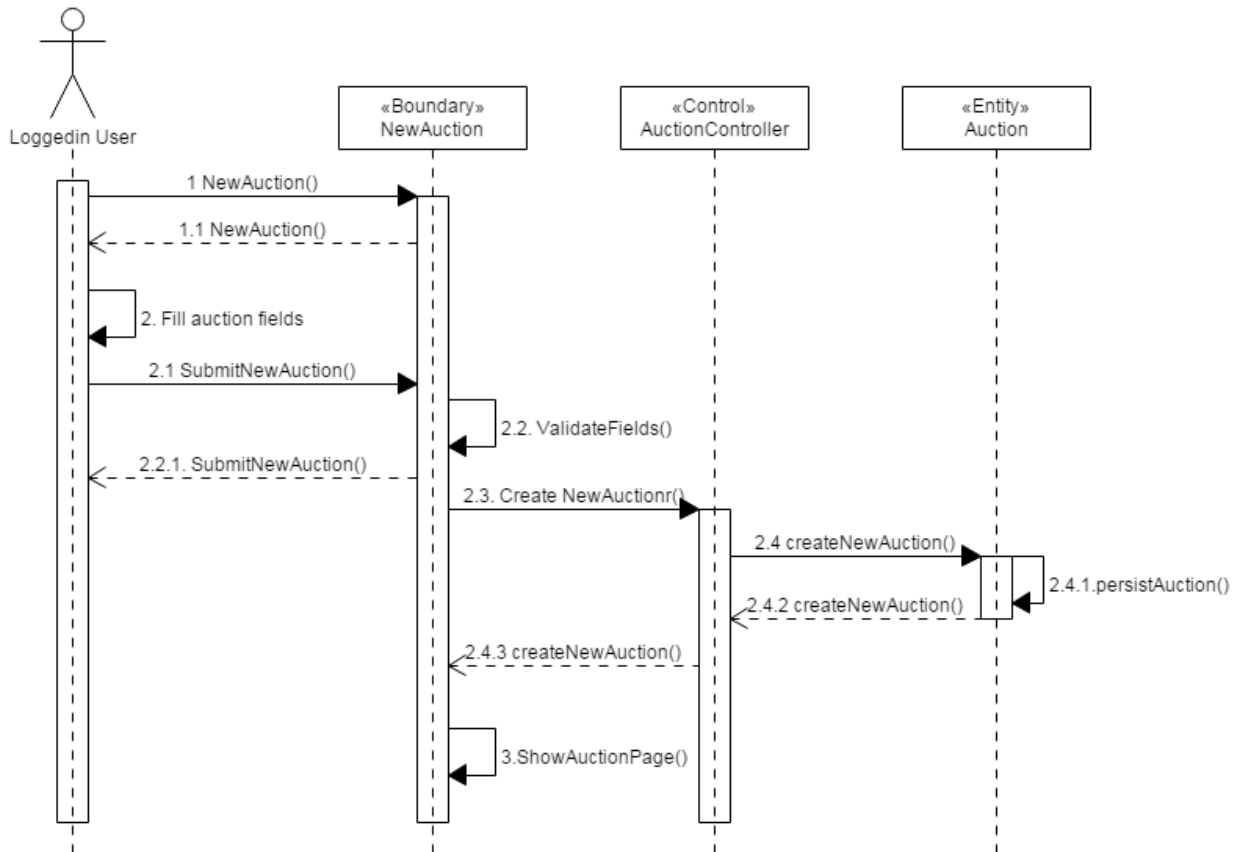 «Boundary»
NewAuction
«Control»
AuctionController
«Entity»
Auction
Loggedin User
1 NewAuction()
1.1 NewAuction()
2. Fill auction fields
2.1 SubmitNewAuction()
2.2. ValidateFields()
2.2.1. SubmitNewAuction()
2.3. Create NewAuctionr()
2.4 createNewAuction()
2.4.1.persistAuction()
2.4.2 createNewAuction()
2.4.3 createNewAuction()
3.ShowAuctionPage()